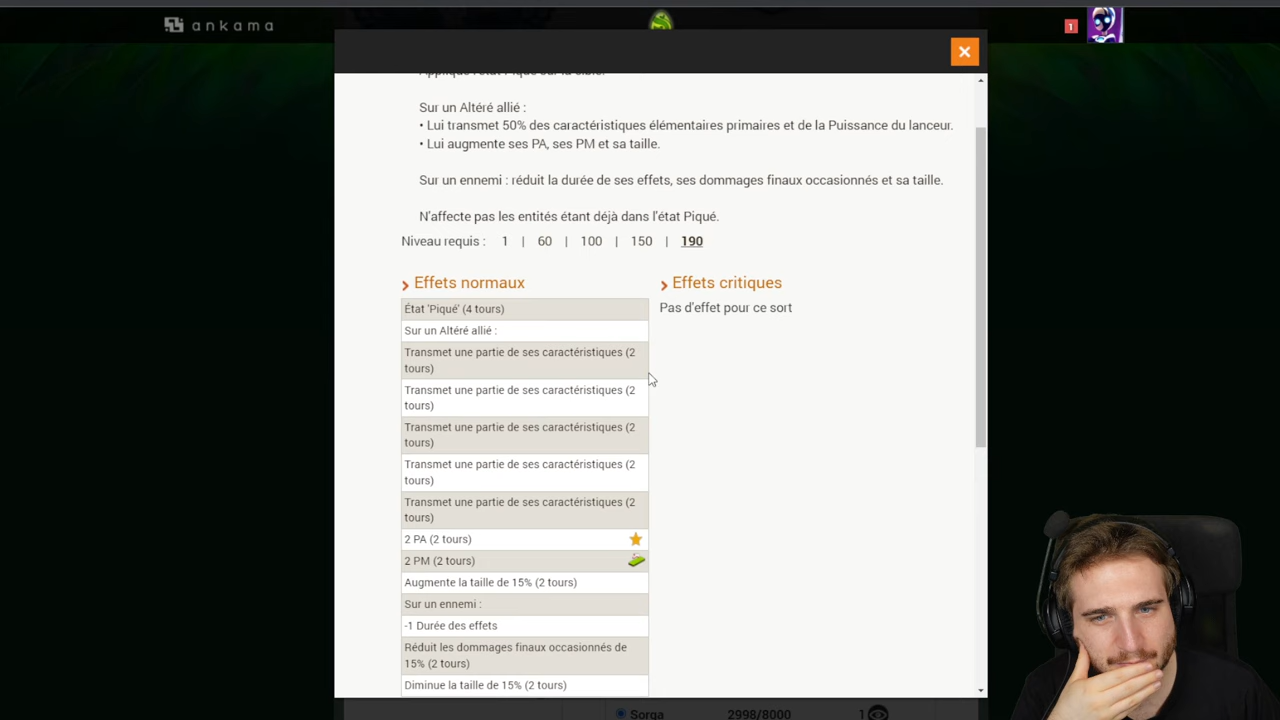 ankama
1
Applique l'état Piqué sur la cible.
Sur un Altéré allié :
• Lui transmet 50% des caractéristiques élémentaires primaires et de la Puissance du lanceur.
• Lui augmente ses PA, ses PM et sa taille.
Sur un ennemi : réduit la durée de ses effets, ses dommages finaux occasionnés et sa taille.
N'affecte pas les entités étant déjà dans l'état Piqué.
Niveau requis : 1 | 60 | 100 | 150 | 190
Effets normaux
Effets critiques
État 'Piqué' (4 tours)
Pas d'effet pour ce sort
Sur un Altéré allié :
Transmet une partie de ses caractéristiques (2
tours)
Transmet une partie de ses caractéristiques (2
tours)
Transmet une partie de ses caractéristiques (2
tours)
Transmet une partie de ses caractéristiques (2
tours)
Transmet une partie de ses caractéristiques (2
tours)
2 PA (2 tours)
2 PM (2 tours)
Augmente la taille de 15% (2 tours)
Sur un ennemi :
-1 Durée des effets
Réduit les dommages finaux occasionnés de
15% (2 tours)
Diminue la taille de 15% (2 tours)
Sorga 2998/8000 1